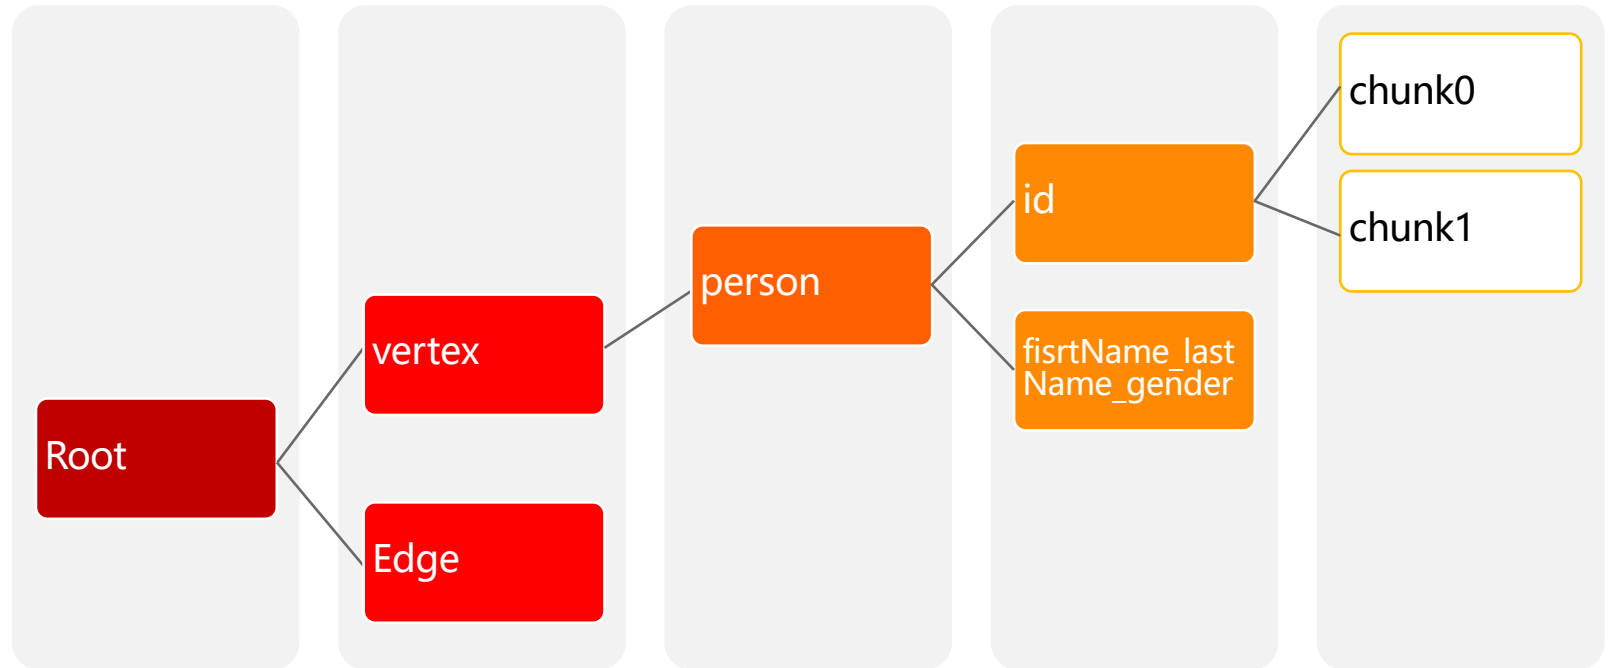 Root
vertex
Edge
person
id
fisrtName_last
Name_gender
chunk0
chunk1